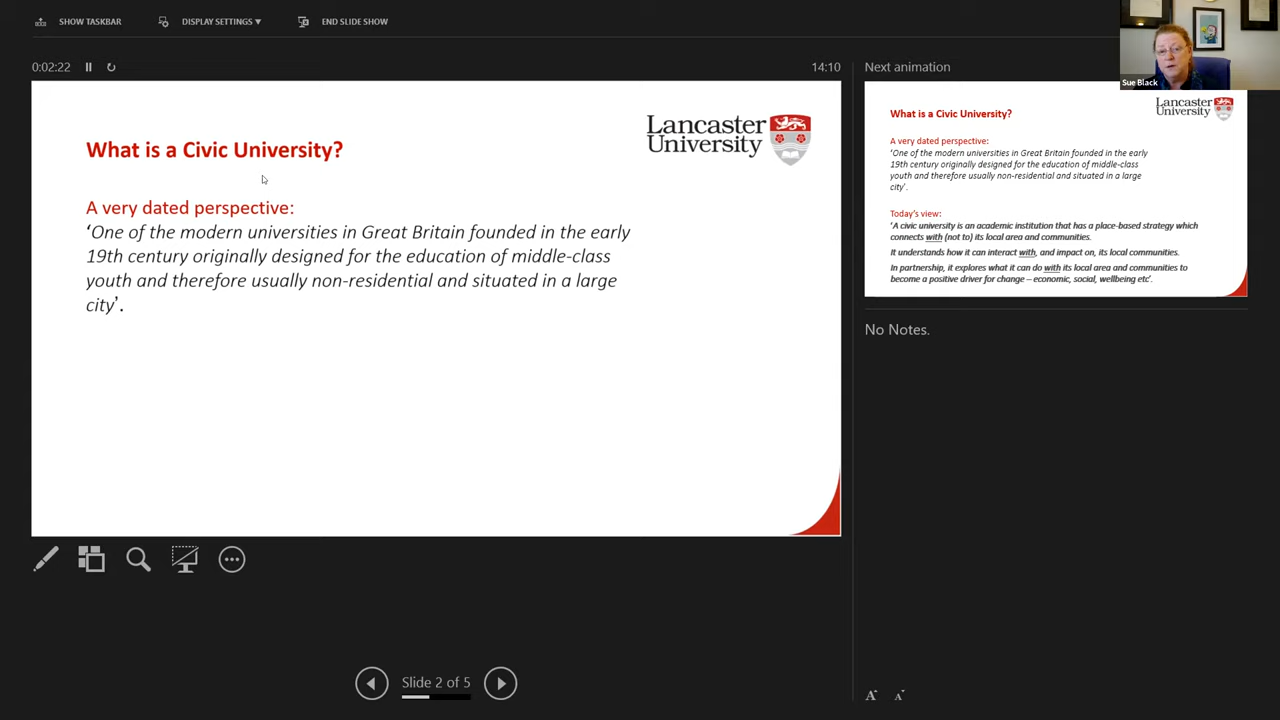 SHOW TASKBAR
DISPLAY SETTINGS ▼
END SLIDE SHOW
Sue Black
0:02:22
14:10
Next animation
Lancaster
University
What is a Civic University?
A very dated perspective:
‘One of the modern universities in Great Britain founded in the early
19th century originally designed for the education of middle-class
youth and therefore usually non-residential and situated in a large
city’.
Lancaster
University
What is a Civic University?
A very dated perspective:
‘One of the modern universities in Great Britain founded in the early
19th century originally designed for the education of middle-class
youth and therefore usually non-residential and situated in a large
city’.
Today’s view:
‘A civic university is an academic institution that has a place-based strategy which
connects with (not to) its local area and communities.
It understands how it can interact with, and impact on, its local communities.
In partnership, it explores what it can do with its local area and communities to
become a positive driver for change – economic, social, wellbeing etc’.
No Notes.
Slide 2 of 5
A A